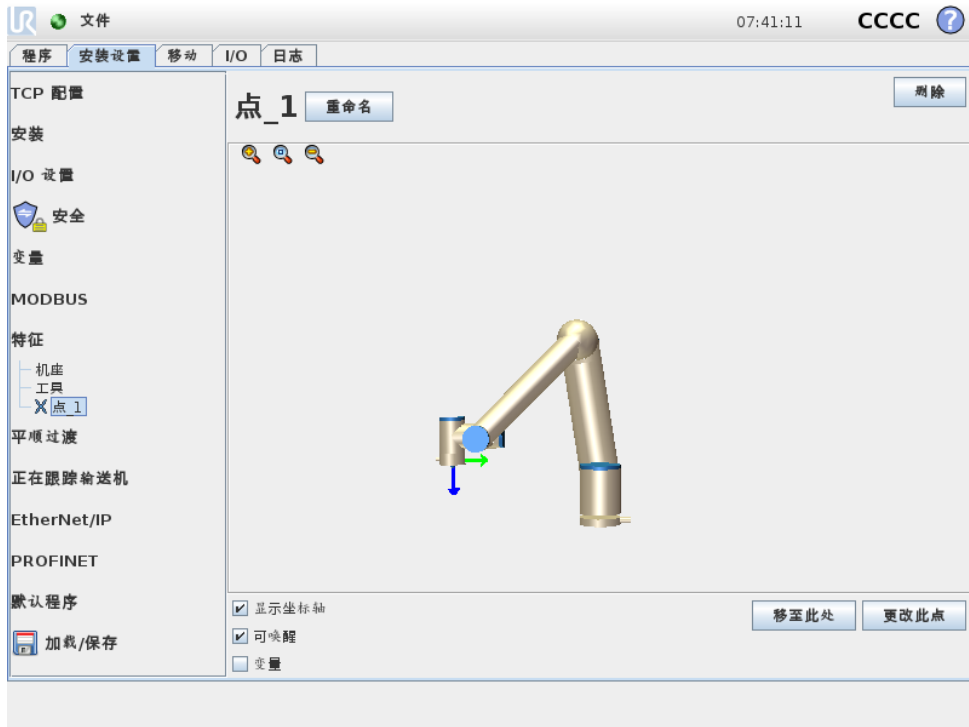 UR 文件 07:41:11 CCCC ?
程序 安装设置 移动 I/O 日志
TCP 配置
安装
I/O 设置
安全
变量
MODBUS
特征
机座
工具
点_1
平顺过渡
正在跟踪输送机
EtherNet/IP
PROFINET
默认程序
加载/保存
点_1 重命名 删除
显示坐标轴
可唤醒
变量
移至此处 更改此点